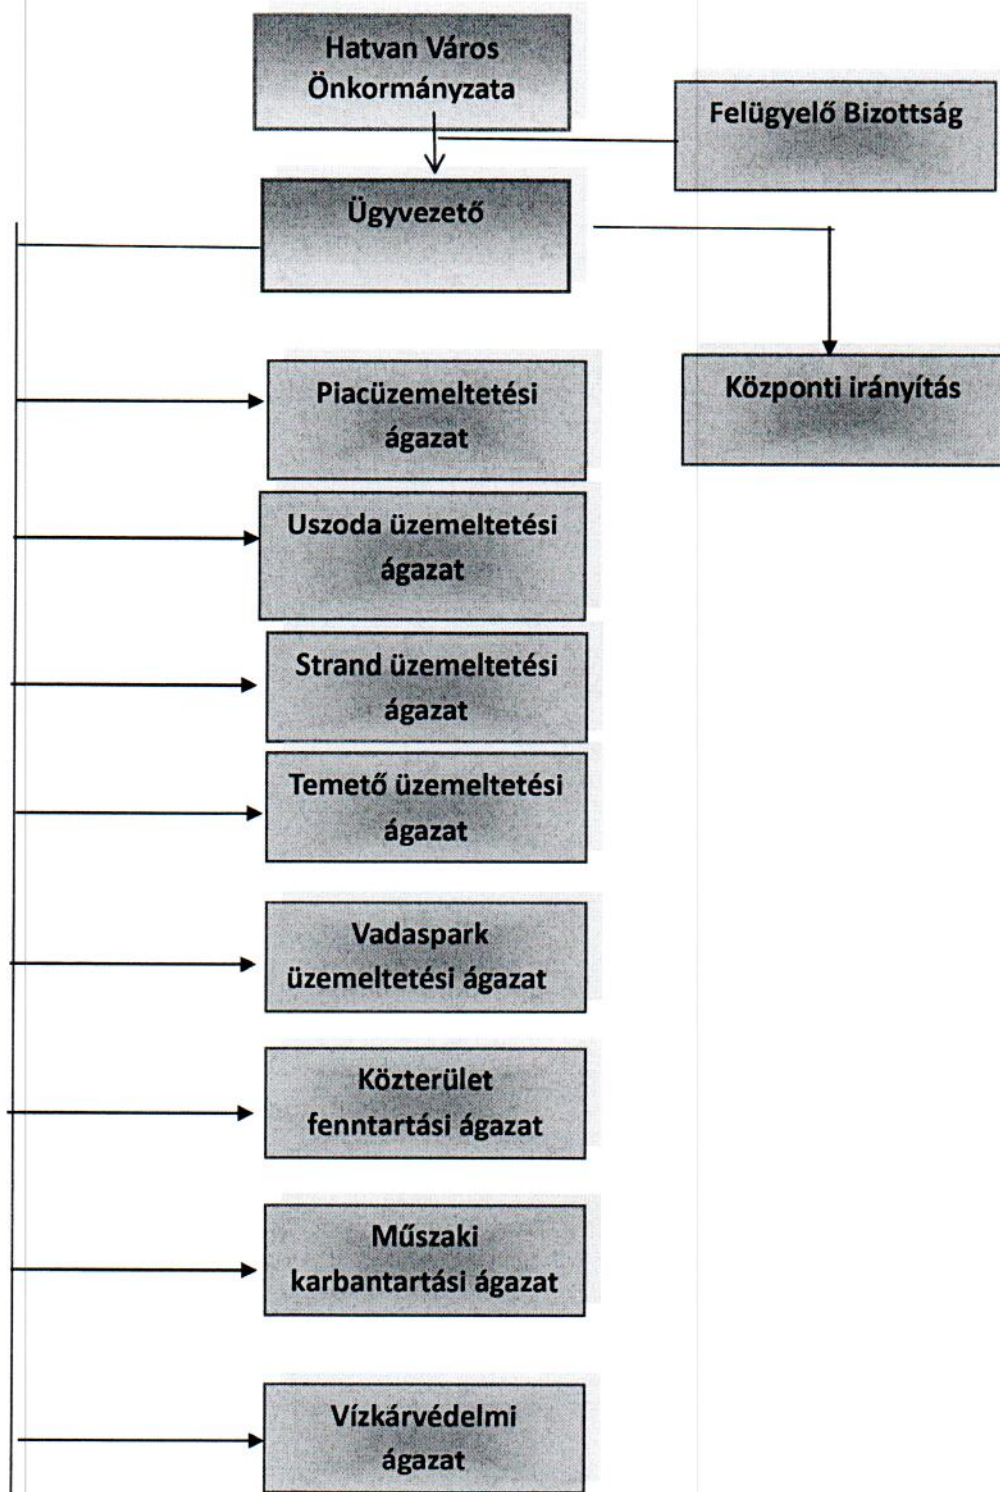 Hatvan Város
Önkormányzata
Felügyelő Bizottság
Ügyvezető
Központi irányítás
Piacüzemeltetési
ágazat
Uszoda üzemeltetési
ágazat
Strand üzemeltetési
ágazat
Temető üzemeltetési
ágazat
Vadaspark
üzemeltetési ágazat
Közterület
fenntartási ágazat
Műszaki
karbantartási ágazat
Vízkárvédelmi
ágazat